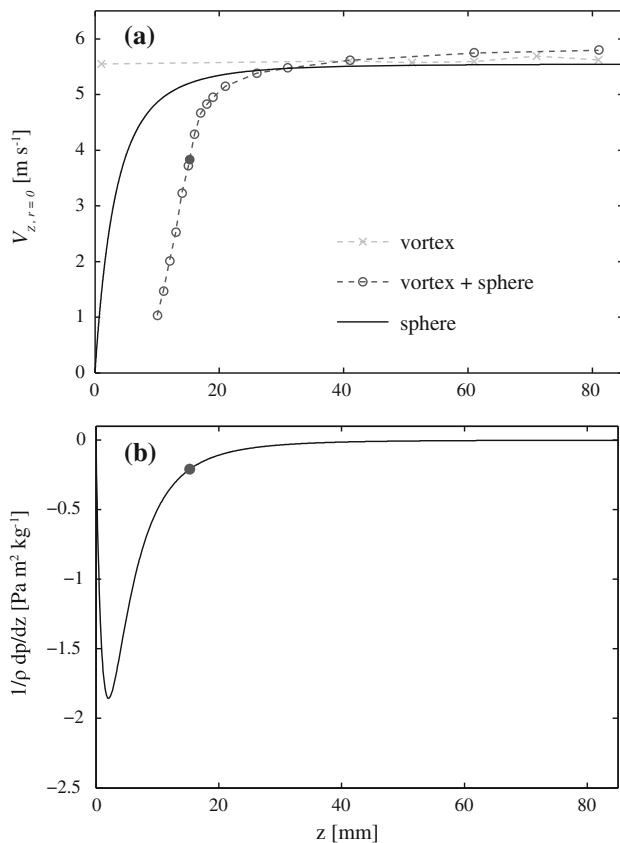 (a)
6
5
4
3
2
1
0
V z, r = 0 [m s-1]
vortex
vortex + sphere
sphere
0 20 40 60 80
(b)
0
−0.5
−1
−1.5
−2
−2.5
1/ρ dp/dz [Pa m2 kg-1]
0 20 40 60 80
z [mm]